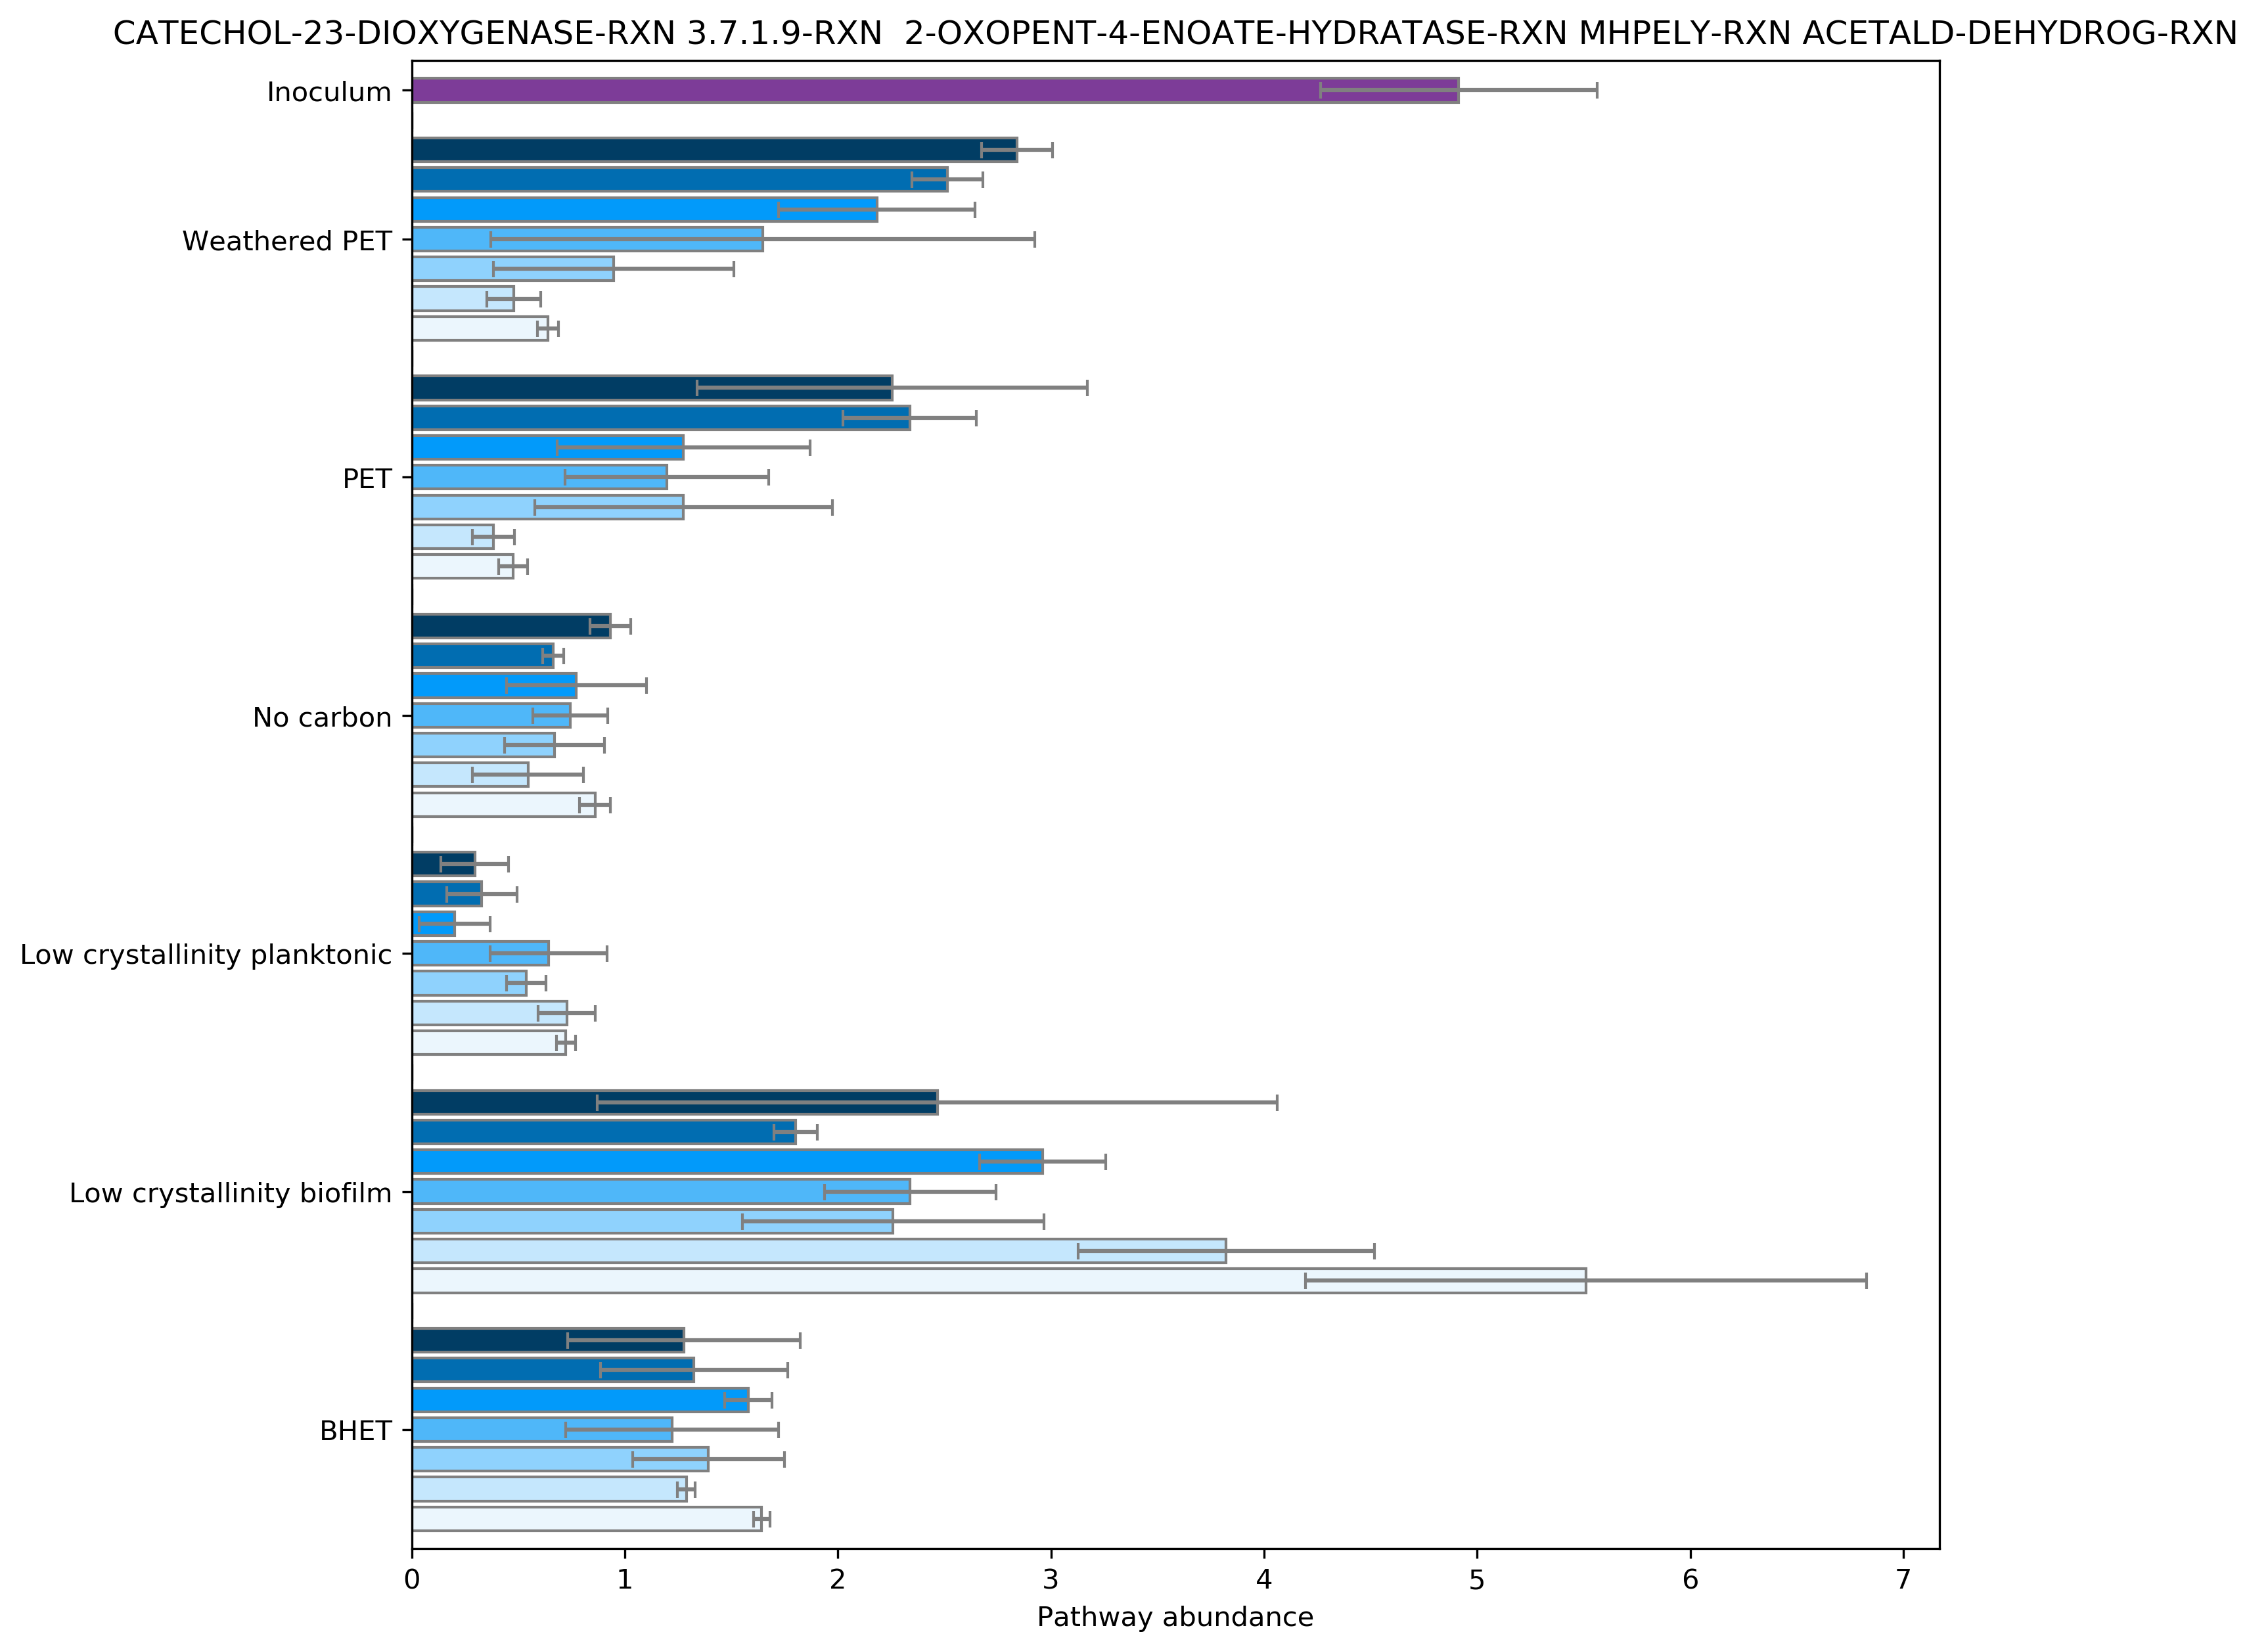 CATECHOL-23-DIOXYGENASE-RXN 3.7.1.9-RXN  2-OXOPENT-4-ENOATE-HYDRATASE-RXN MHPELY-RXN ACETALD-DEHYDROG-RXN
Inoculum
Weathered PET
PET
No carbon
Low crystallinity planktonic
Low crystallinity biofilm
BHET
0 1 2 3 4 5 6 7
Pathway abundance